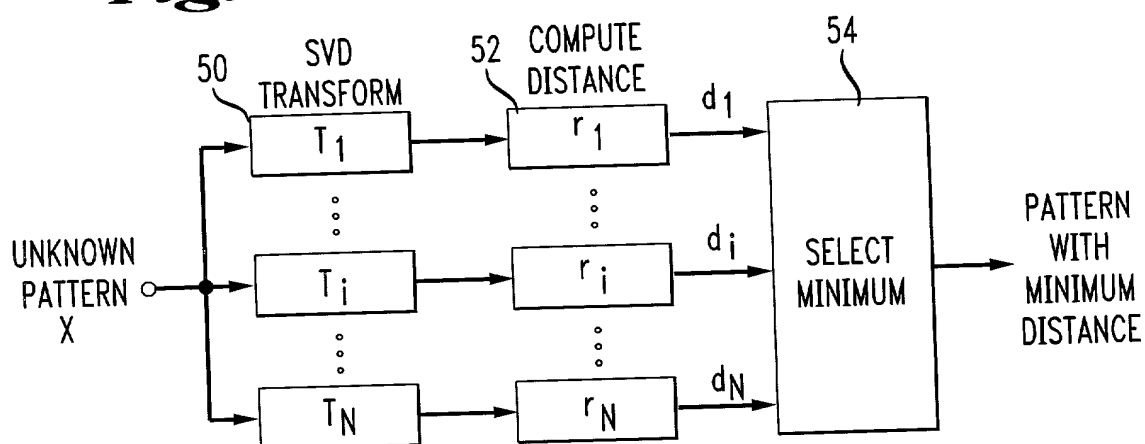 Fig
50
SVD
TRANSFORM
52
COMPUTE
DISTANCE
54
T1
r1
d1
UNKNOWN
PATTERN
X
Ti
ri
di
SELECT
MINIMUM
PATTERN
WITH
MINIMUM
DISTANCE
TN
rN
dN